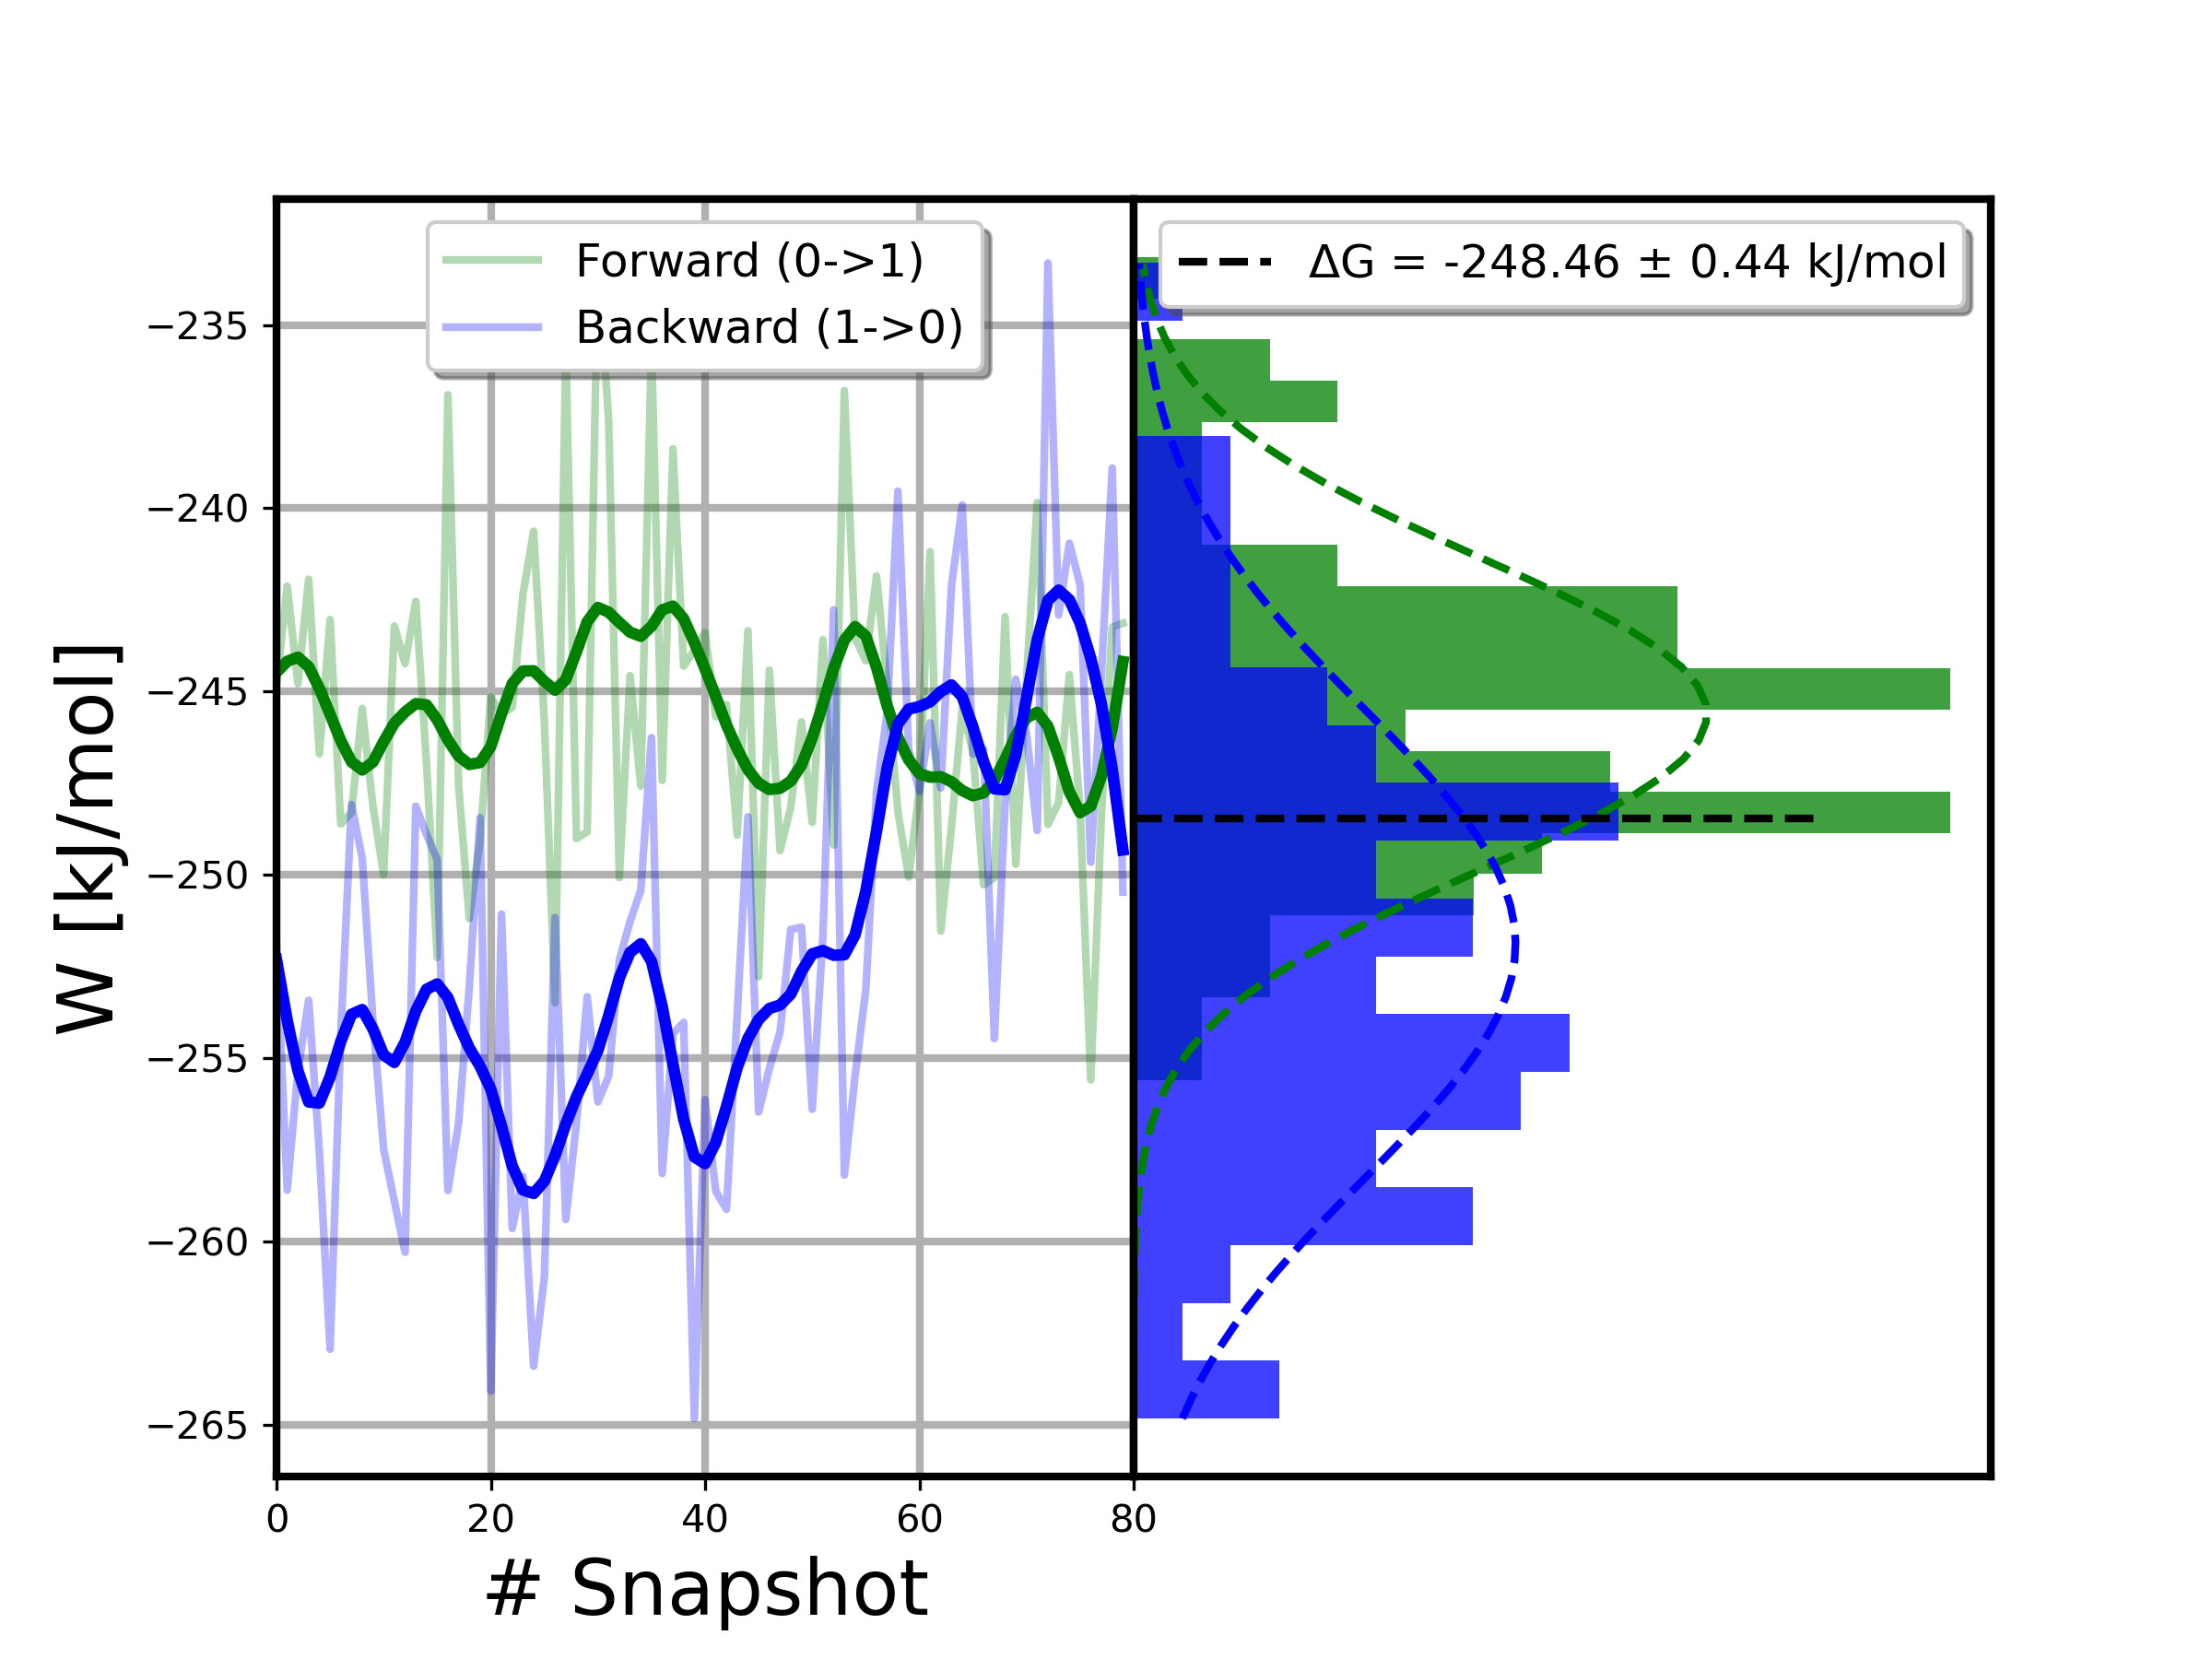 Forward (0->1)
Backward (1->0)
ΔG = -248.46 ± 0.44 kJ/mol
W [kJ/mol]
−235
−240
−245
−250
−255
−260
−265
0 20 40 60 80
# Snapshot